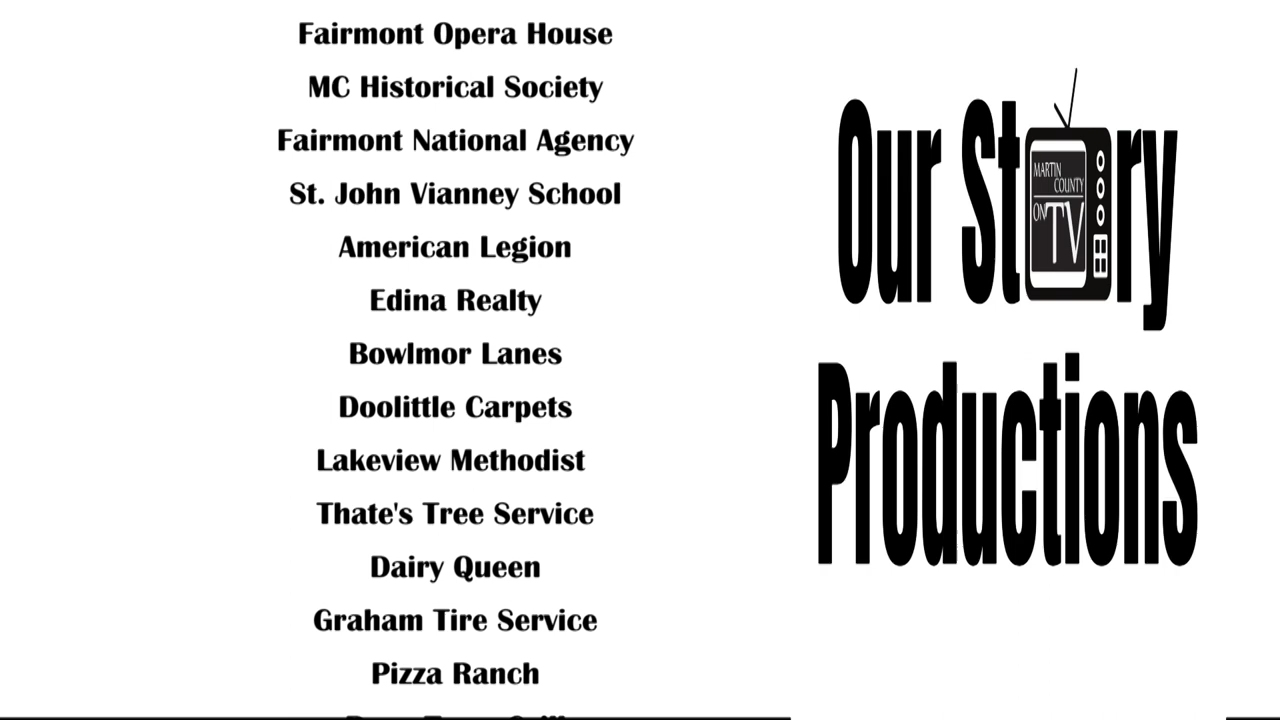 Fairmont Opera House
MC Historical Society
Fairmont National Agency
St. John Vianney School
American Legion
Edina Realty
Bowlmor Lanes
Doolittle Carpets
Lakeview Methodist
Thate's Tree Service
Dairy Queen
Graham Tire Service
Pizza Ranch
Our Story
MARTIN
COUNTY
ON TV
Productions